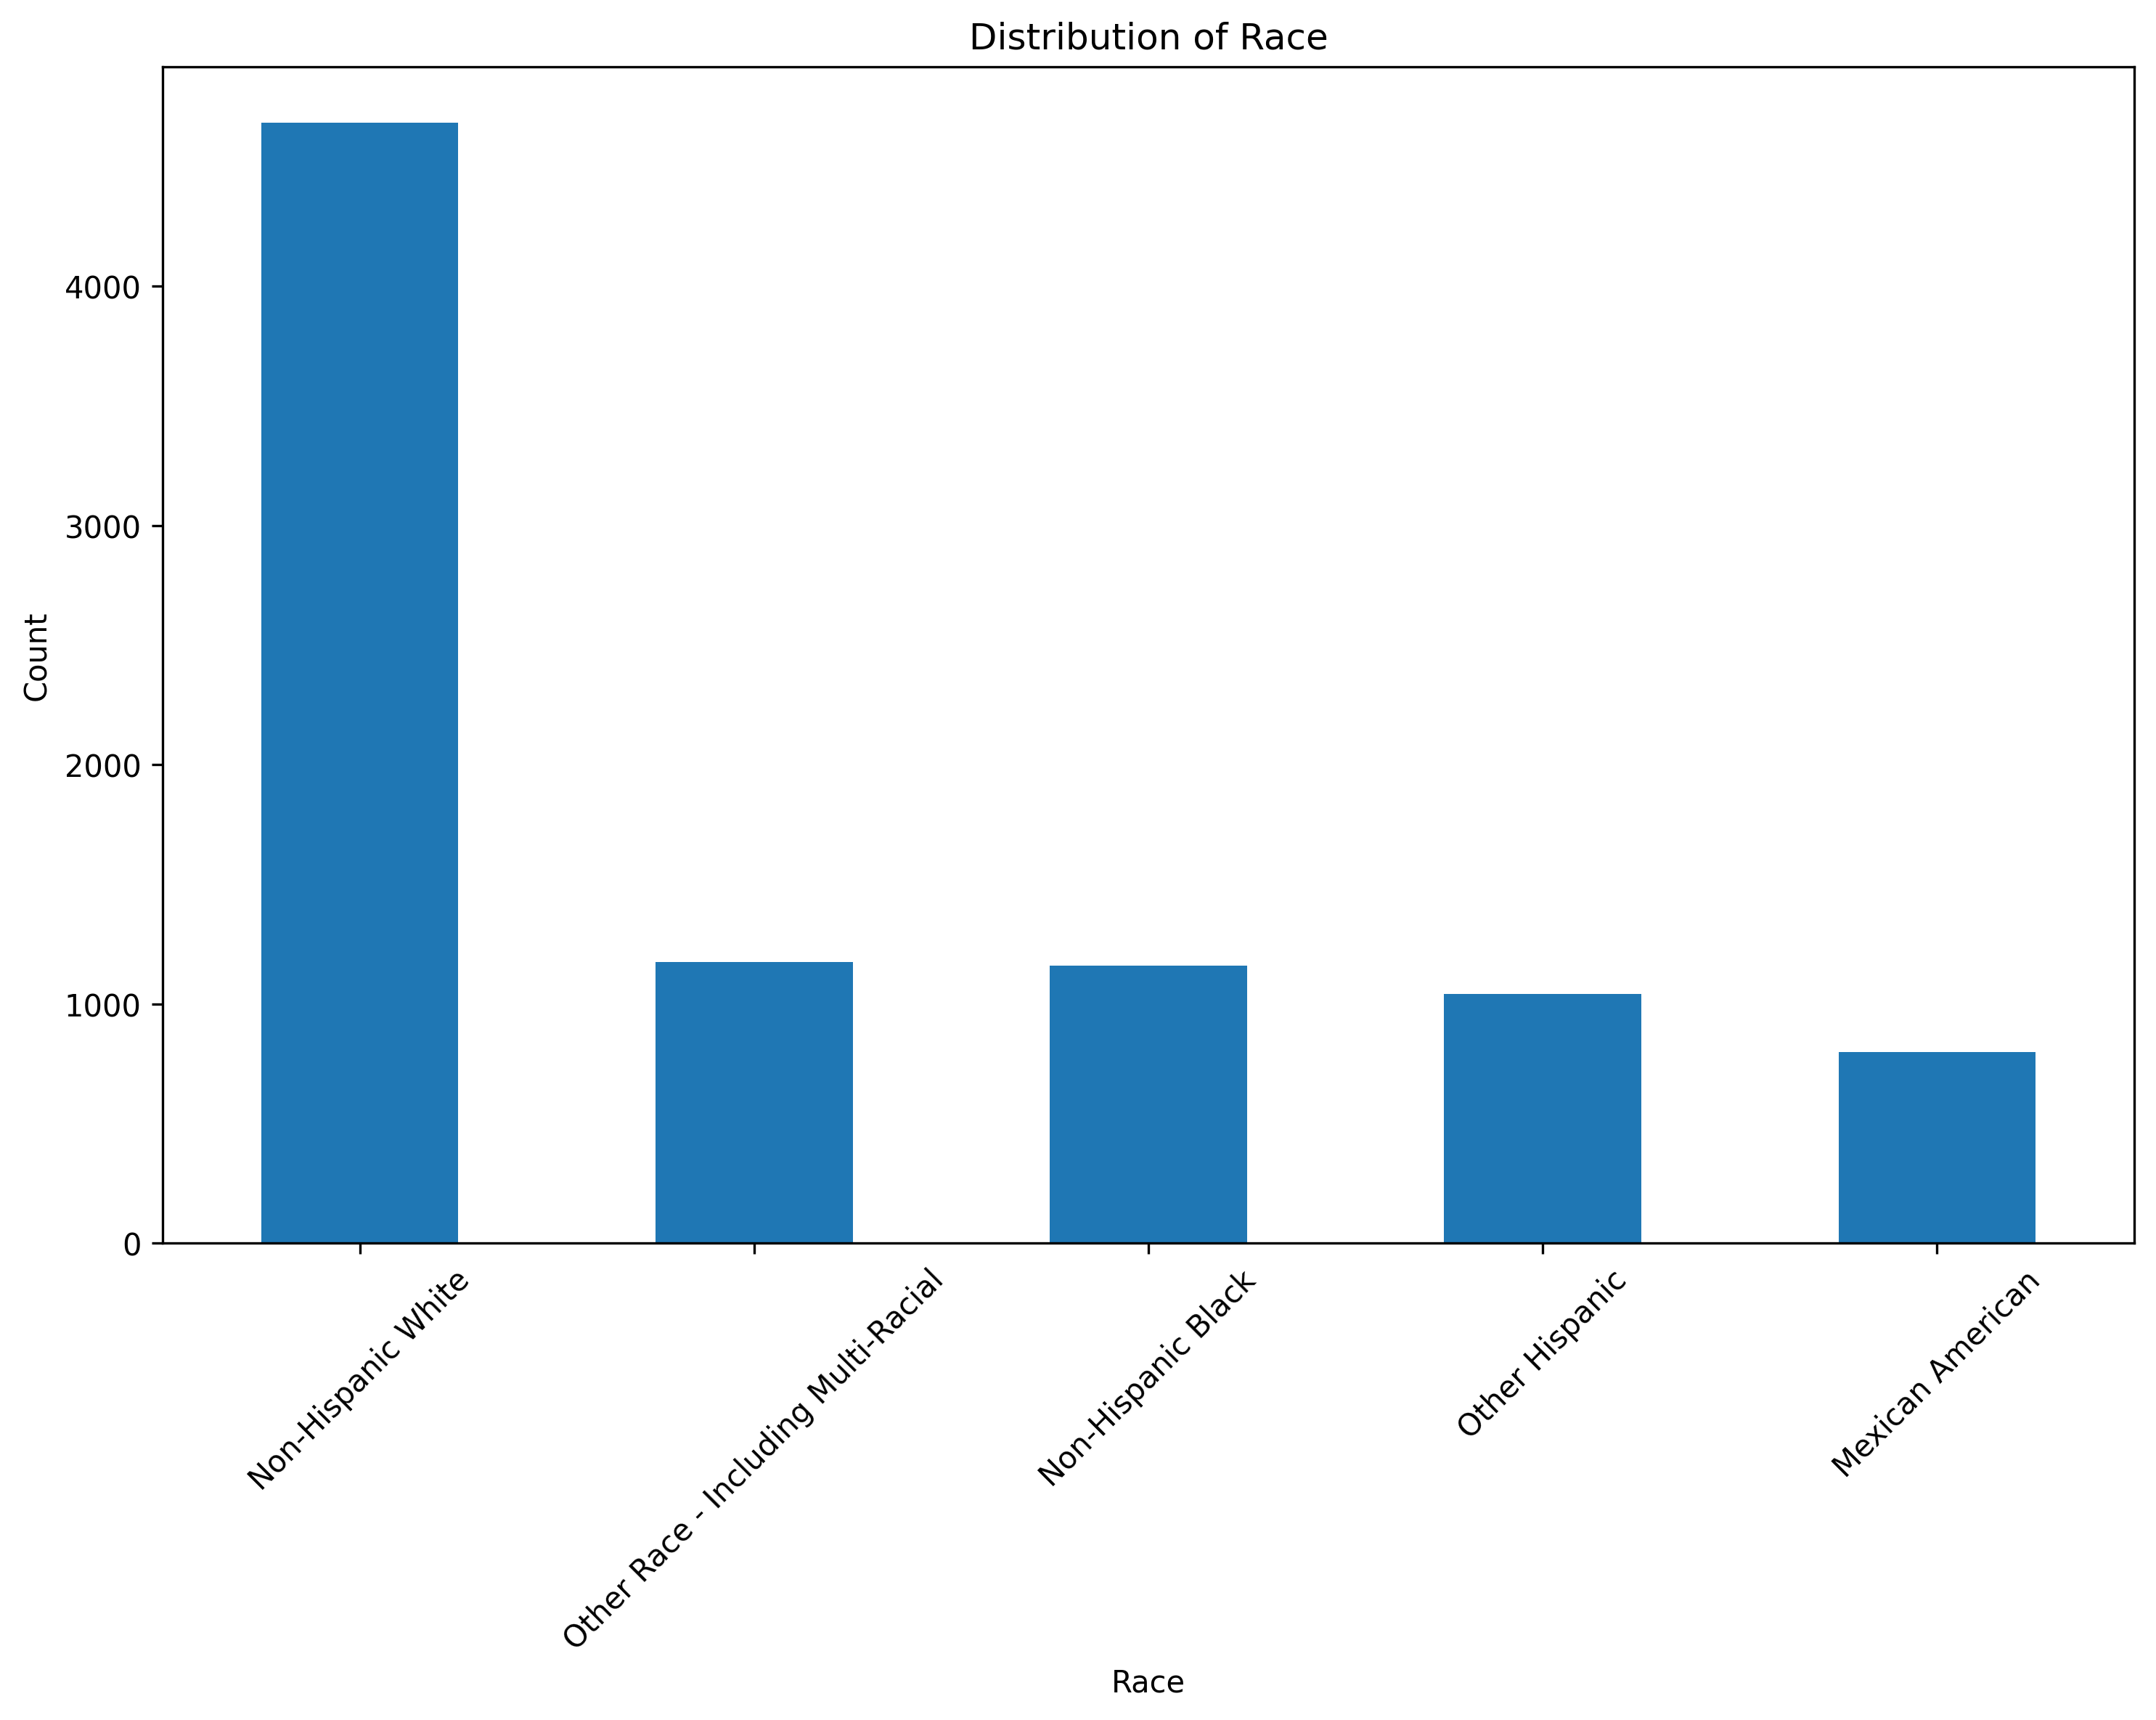 Distribution of Race
Count
4000
3000
2000
1000
0
Non-Hispanic White
Other Race - Including Multi-Racial
Non-Hispanic Black
Other Hispanic
Mexican American
Race